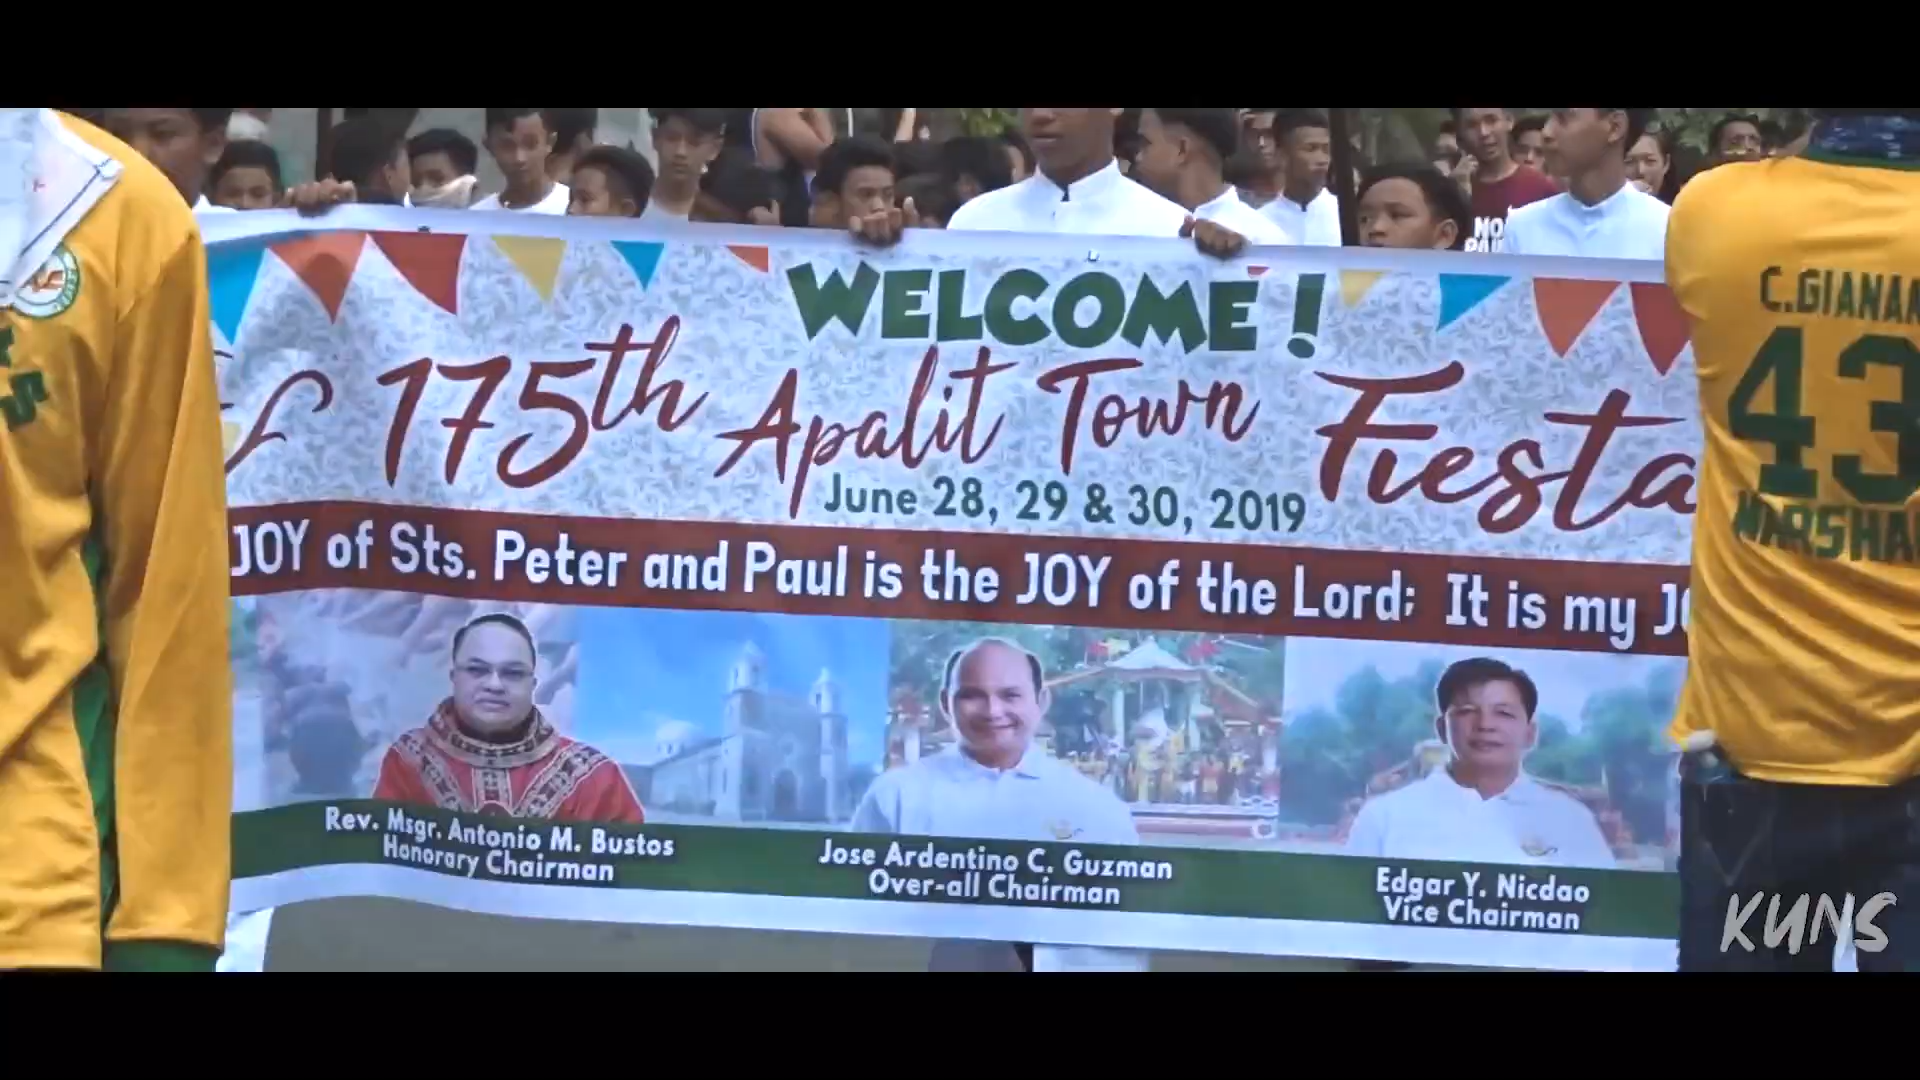 WELCOME!
175th Apalit Town Fiesta
June 28, 29 & 30, 2019
JOY of Sts. Peter and Paul is the JOY of the Lord; It is my
Rev. Msgr. Antonio M. Bustos
Honorary Chairman
Jose Ardentino C. Guzman
Over-all Chairman
Edgar Y. Nicdao
Vice Chairman
C.GIANAN
43
MARSHA
KUNS